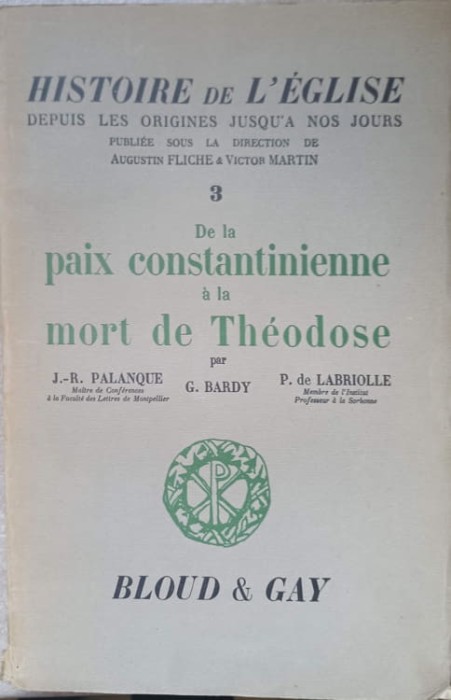 HISTOIRE DE L'ÉGLISE
DEPUIS LES ORIGINES JUSQU'A NOS JOURS
PUBLIÉE SOUS LA DIRECTION DE
AUGUSTIN FLICHE & VICTOR MARTIN
3
De la
paix constantinienne
à la
mort de Théodose
par
J.-R. PALANQUE
Maître de Conférences
à la Faculté des Lettres de Montpellier
G. BARDY
P. de LABRIOLLE
Membre de l'Institut
Professeur à la Sorbonne
BLOUD & GAY